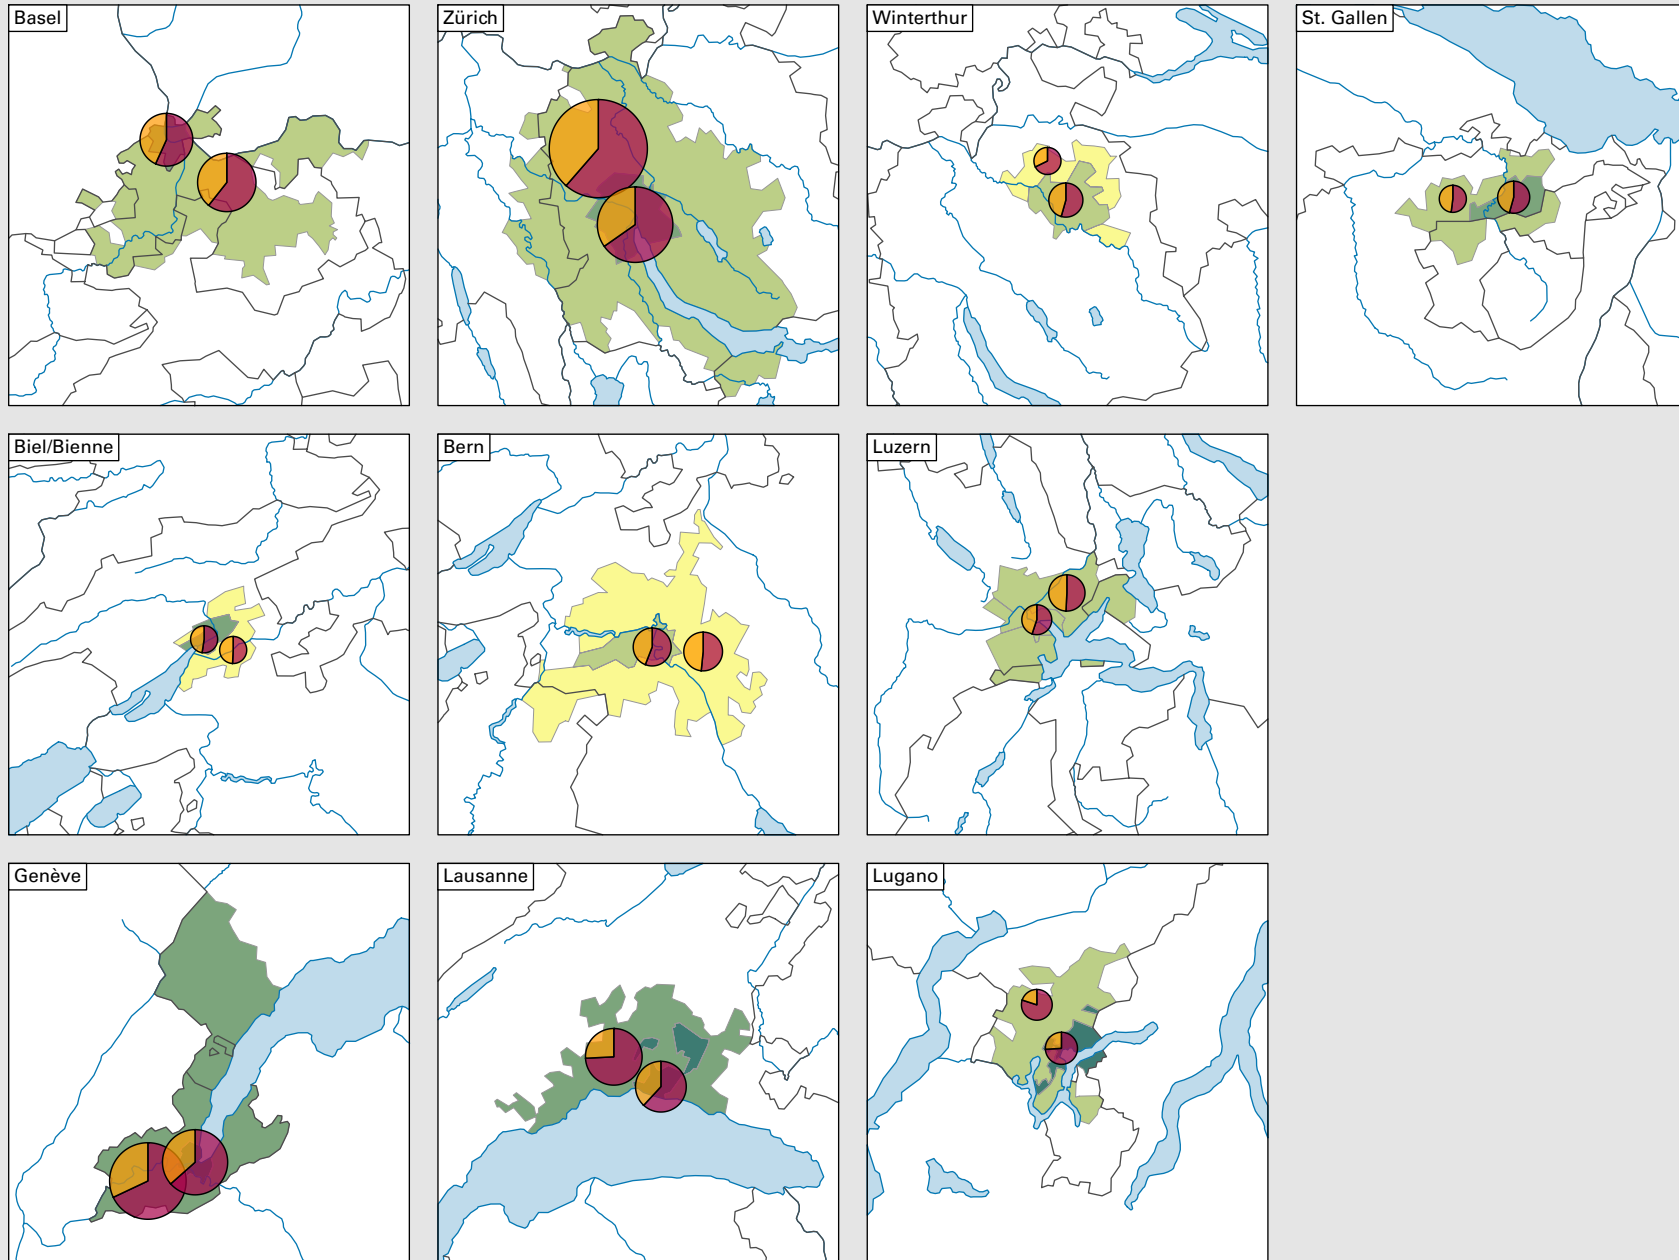 Basel
Zürich
Winterthur
St. Gallen
Biel/Bienne
Bern
Luzern
Genève
Lausanne
Lugano